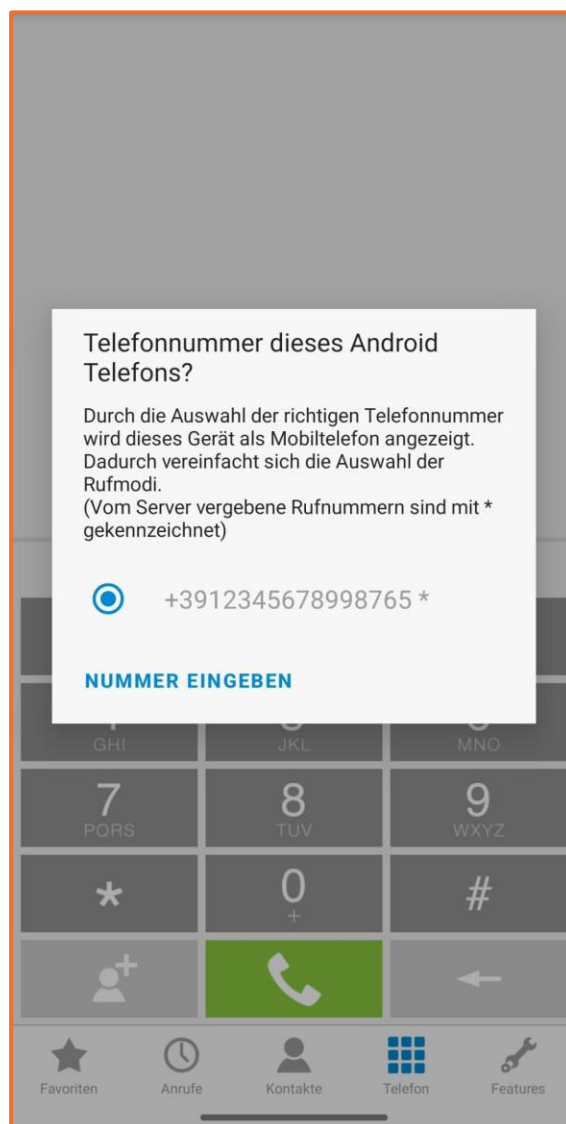 Telefonnummer dieses Android
Telefons?
Durch die Auswahl der richtigen Telefonnummer
wird dieses Gerät als Mobiltelefon angezeigt.
Dadurch vereinfacht sich die Auswahl der
Rufmodi.
(Vom Server vergebene Rufnummern sind mit *
gekennzeichnet)
+3912345678998765 *
NUMMER EINGEBEN
GHI JKL MNO
7 8 9
PQRS TUV WXYZ
* 0 #
+
Favoriten Anrufe Kontakte Telefon Features